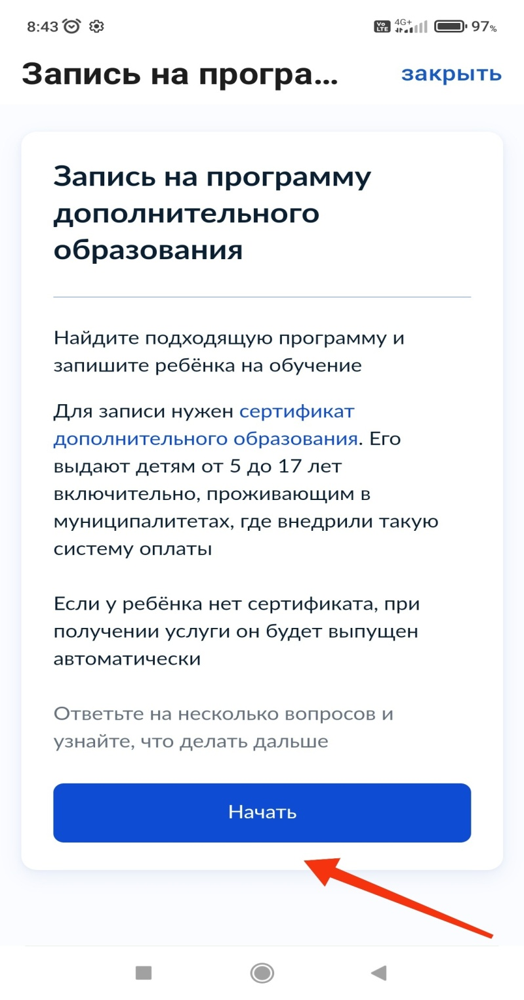 8:43
Vo LTE 4G+ 97%
Запись на програ...
закрыть
Запись на программу
дополнительного
образования
Найдите подходящую программу и
запишите ребёнка на обучение
Для записи нужен сертификат
дополнительного образования. Его
выдают детям от 5 до 17 лет
включительно, проживающим в
муниципалитетах, где внедрили такую
систему оплаты
Если у ребёнка нет сертификата, при
получении услуги он будет выпущен
автоматически
Ответьте на несколько вопросов и
узнайте, что делать дальше
Начать